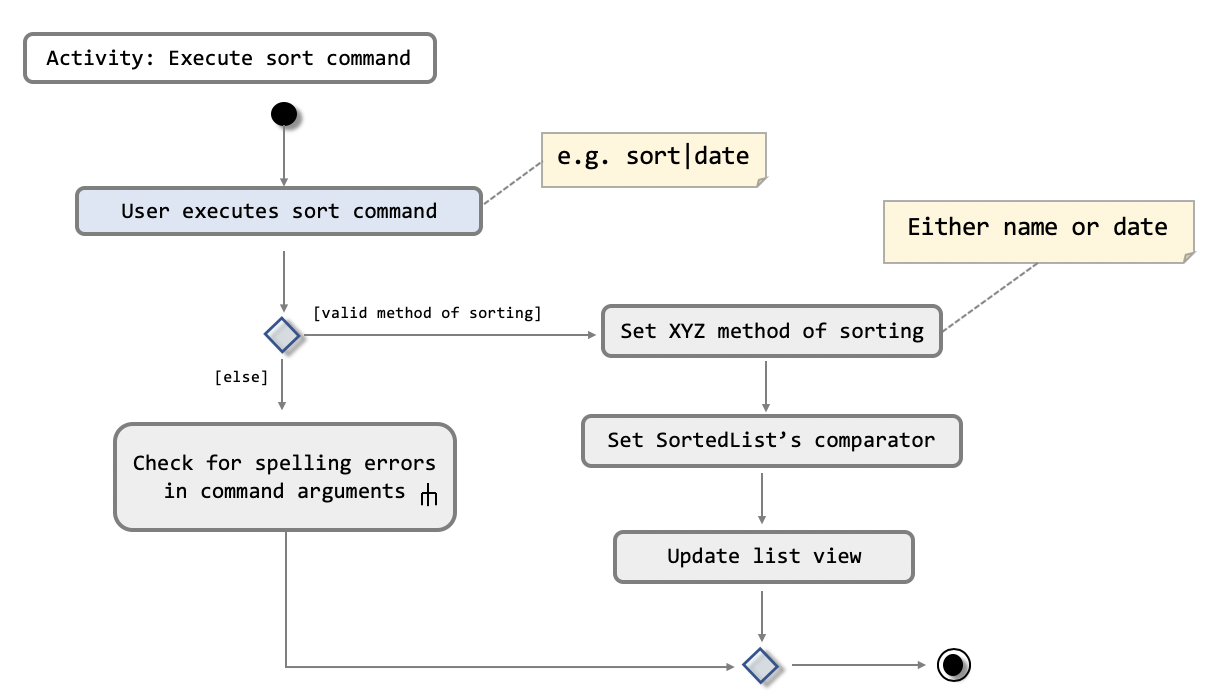 Activity: Execute sort command
e.g. sort|date
User executes sort command
Either name or date
[valid method of sorting]
Set XYZ method of sorting
[else]
Set SortedList’s comparator
Check for spelling errors
in command arguments
Update list view